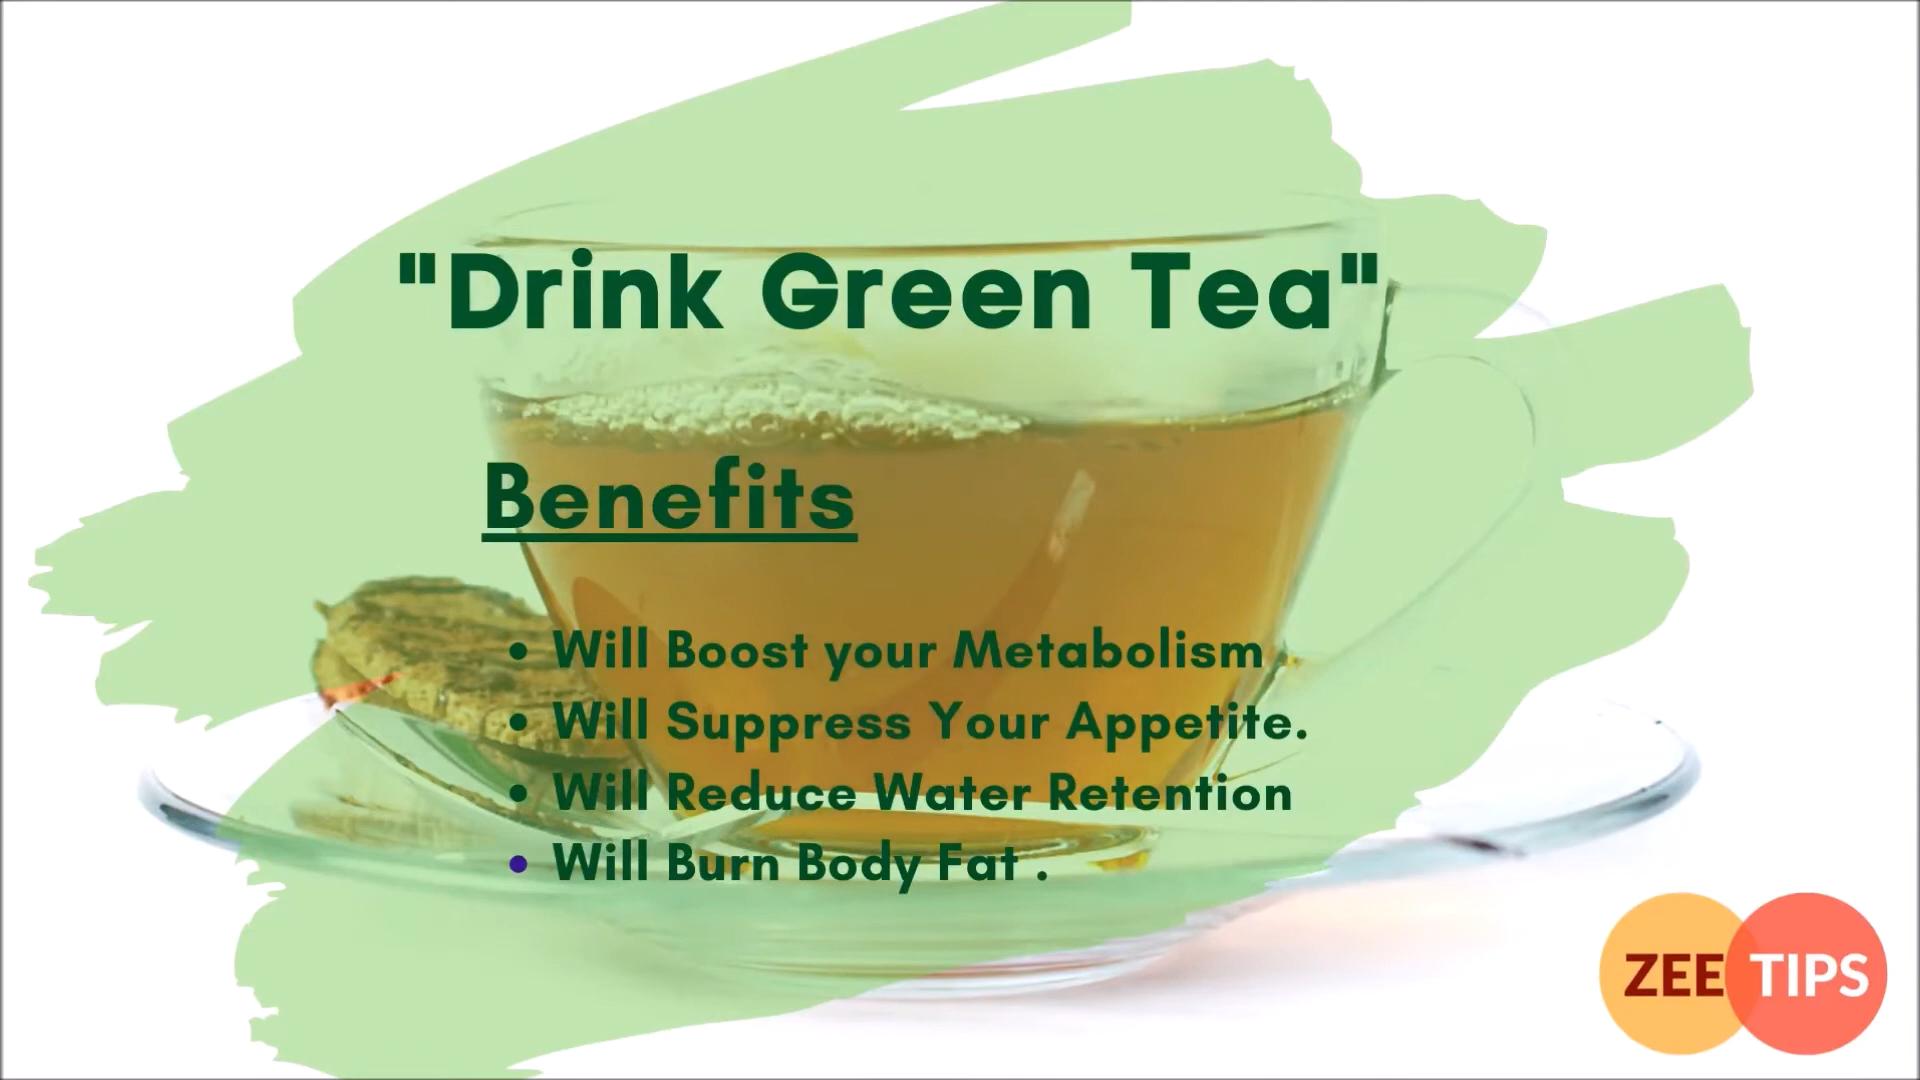 "Drink Green Tea"
Benefits
• Will Boost your Metabolism
• Will Suppress Your Appetite.
• Will Reduce Water Retention
• Will Burn Body Fat .
ZEE TIPS